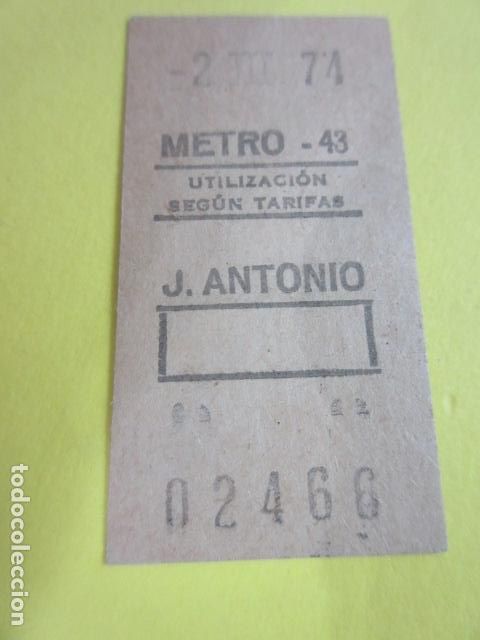 -2 III 74
METRO - 43
UTILIZACIÓN
SEGÚN TARIFAS
J. ANTONIO
02466
todocoleccion